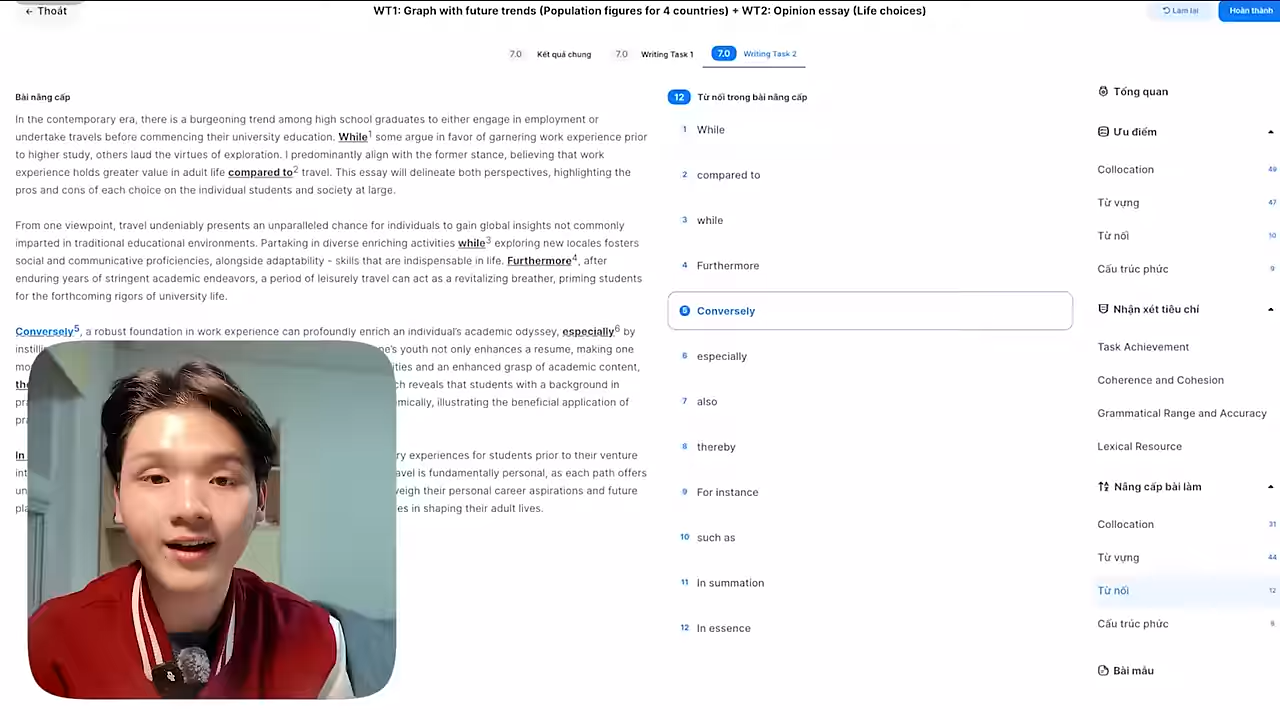 ← Thoát
WT1: Graph with future trends (Population figures for 4 countries) + WT2: Opinion essay (Life choices)
Làm lại
Hoàn thành
7.0 Kết quả chung
7.0 Writing Task 1
7.0 Writing Task 2
Bài nâng cấp
In the contemporary era, there is a burgeoning trend among high school graduates to either engage in employment or
undertake travels before commencing their university education. While1 some argue in favor of garnering work experience prior
to higher study, others laud the virtues of exploration. I predominantly align with the former stance, believing that work
experience holds greater value in adult life compared to2 travel. This essay will delineate both perspectives, highlighting the
pros and cons of each choice on the individual students and society at large.
From one viewpoint, travel undeniably presents an unparalleled chance for individuals to gain global insights not commonly
imparted in traditional educational environments. Partaking in diverse enriching activities while3 exploring new locales fosters
social and communicative proficiencies, alongside adaptability - skills that are indispensable in life. Furthermore4, after
enduring years of stringent academic endeavors, a period of leisurely travel can act as a revitalizing breather, priming students
for the forthcoming rigors of university life.
Conversely5, a robust foundation in work experience can profoundly enrich an individual's academic odyssey, especially6 by
ne's youth not only enhances a resume, making one
ities and an enhanced grasp of academic content,
ch reveals that students with a background in
mically, illustrating the beneficial application of
In
ry experiences for students prior to their venture
avel is fundamentally personal, as each path offers
veigh their personal career aspirations and future
es in shaping their adult lives.
12 Từ nối trong bài nâng cấp
1 While
2 compared to
3 while
4 Furthermore
5 Conversely
6 especially
7 also
8 thereby
9 For instance
10 such as
11 In summation
12 In essence
Tổng quan
Ưu điểm
Collocation 49
Từ vựng 47
Từ nối 10
Cấu trúc phức 9
Nhận xét tiêu chí
Task Achievement
Coherence and Cohesion
Grammatical Range and Accuracy
Lexical Resource
Nâng cấp bài làm
Collocation 31
Từ vựng 44
Từ nối 12
Cấu trúc phức 8
Bài mẫu